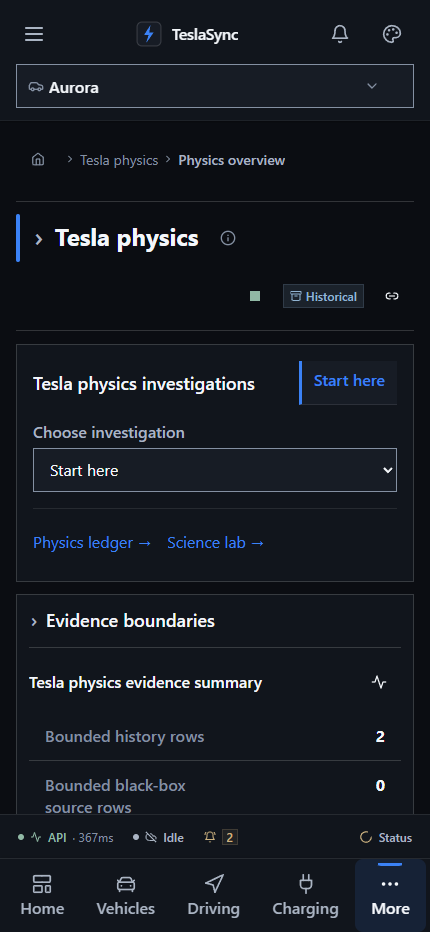 TeslaSync
Aurora
Tesla physics
Physics overview
Tesla physics
Historical
Tesla physics investigations
Start here
Choose investigation
Start here
Physics ledger →
Science lab →
Evidence boundaries
Tesla physics evidence summary
Bounded history rows
2
Bounded black-box
source rows
0
API · 367ms
Idle
2
Status
Home
Vehicles
Driving
Charging
More